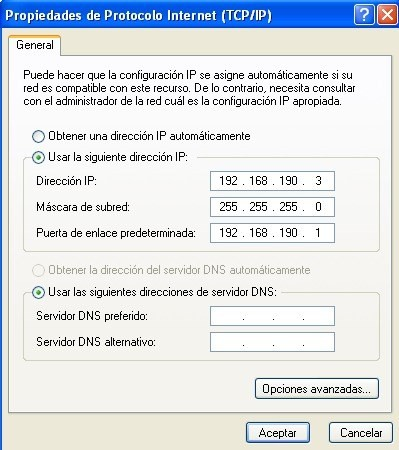 Propiedades de Protocolo Internet (TCP/IP)
General
Puede hacer que la configuración IP se asigne automáticamente si su
red es compatible con este recurso. De lo contrario, necesita consultar
con el administrador de la red cuál es la configuración IP apropiada.
Obtener una dirección IP automáticamente
Usar la siguiente dirección IP:
Dirección IP: 192 . 168 . 190 . 3
Máscara de subred: 255 . 255 . 255 . 0
Puerta de enlace predeterminada: 192 . 168 . 190 . 1
Obtener la dirección del servidor DNS automáticamente
Usar las siguientes direcciones de servidor DNS:
Servidor DNS preferido: . . .
Servidor DNS alternativo: . . .
Opciones avanzadas...
Aceptar Cancelar